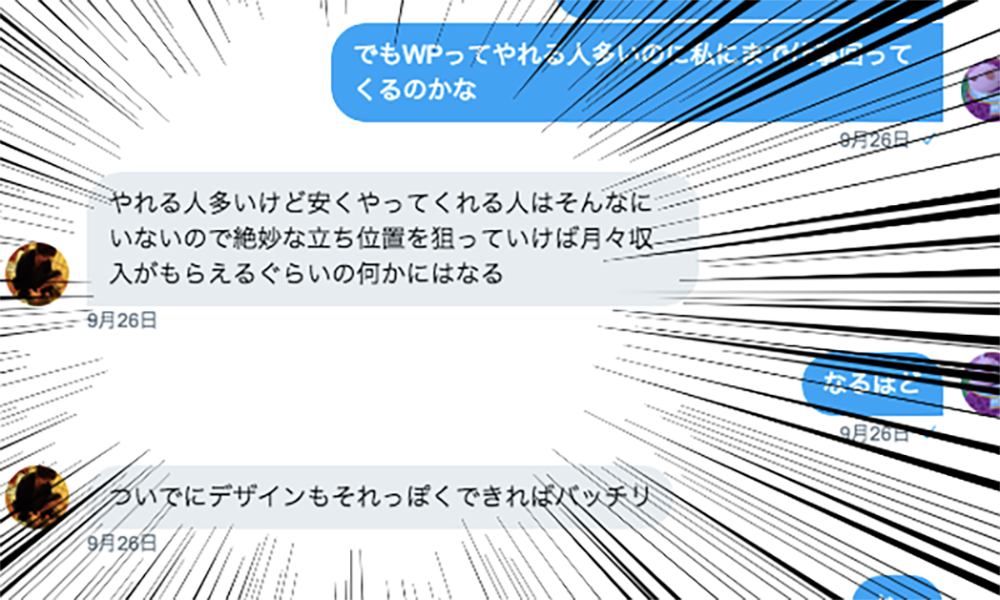 でもWPってやれる人多いのに私にまで仕事回って
くるのかな
9月26日
やれる人多いけど安くやってくれる人はそんなに
いないので絶妙な立ち位置を狙っていけば月々収
入がもらえるぐらいの何かにはなる
9月26日
なるほど
9月26日
ついでにデザインもそれっぽくできればバッチリ
9月26日